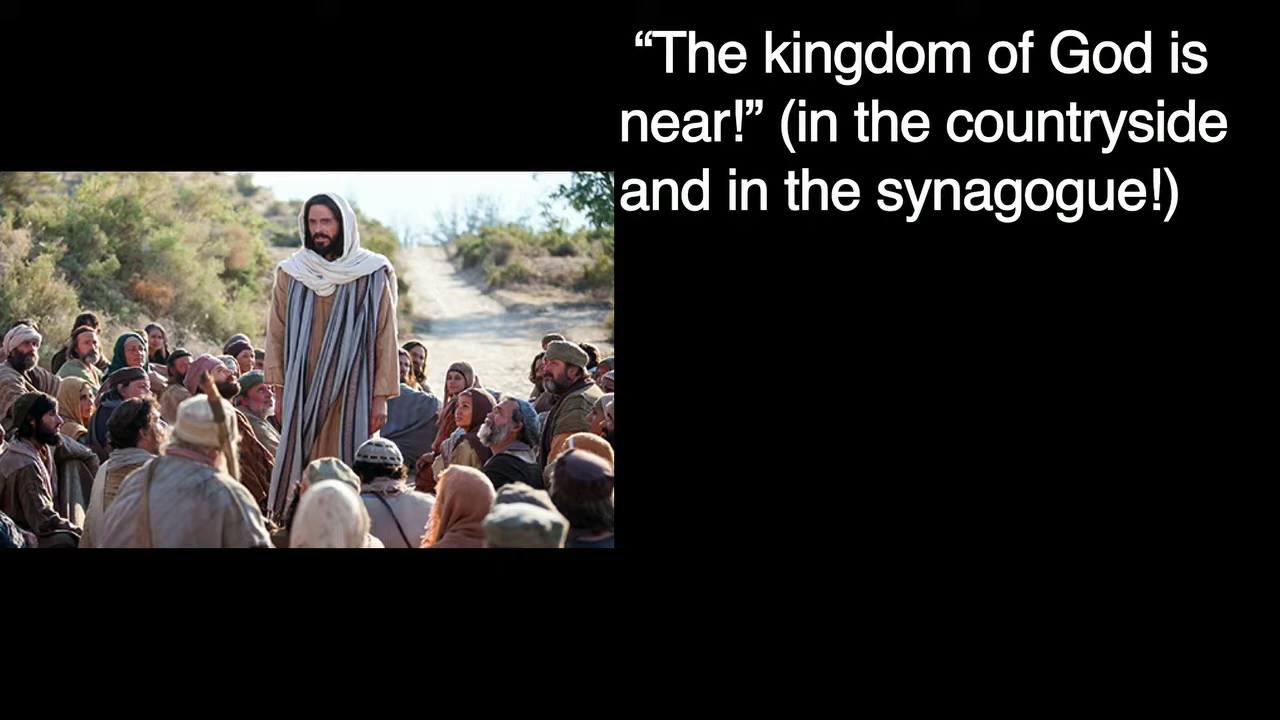 “The kingdom of God is
near!” (in the countryside
and in the synagogue!)